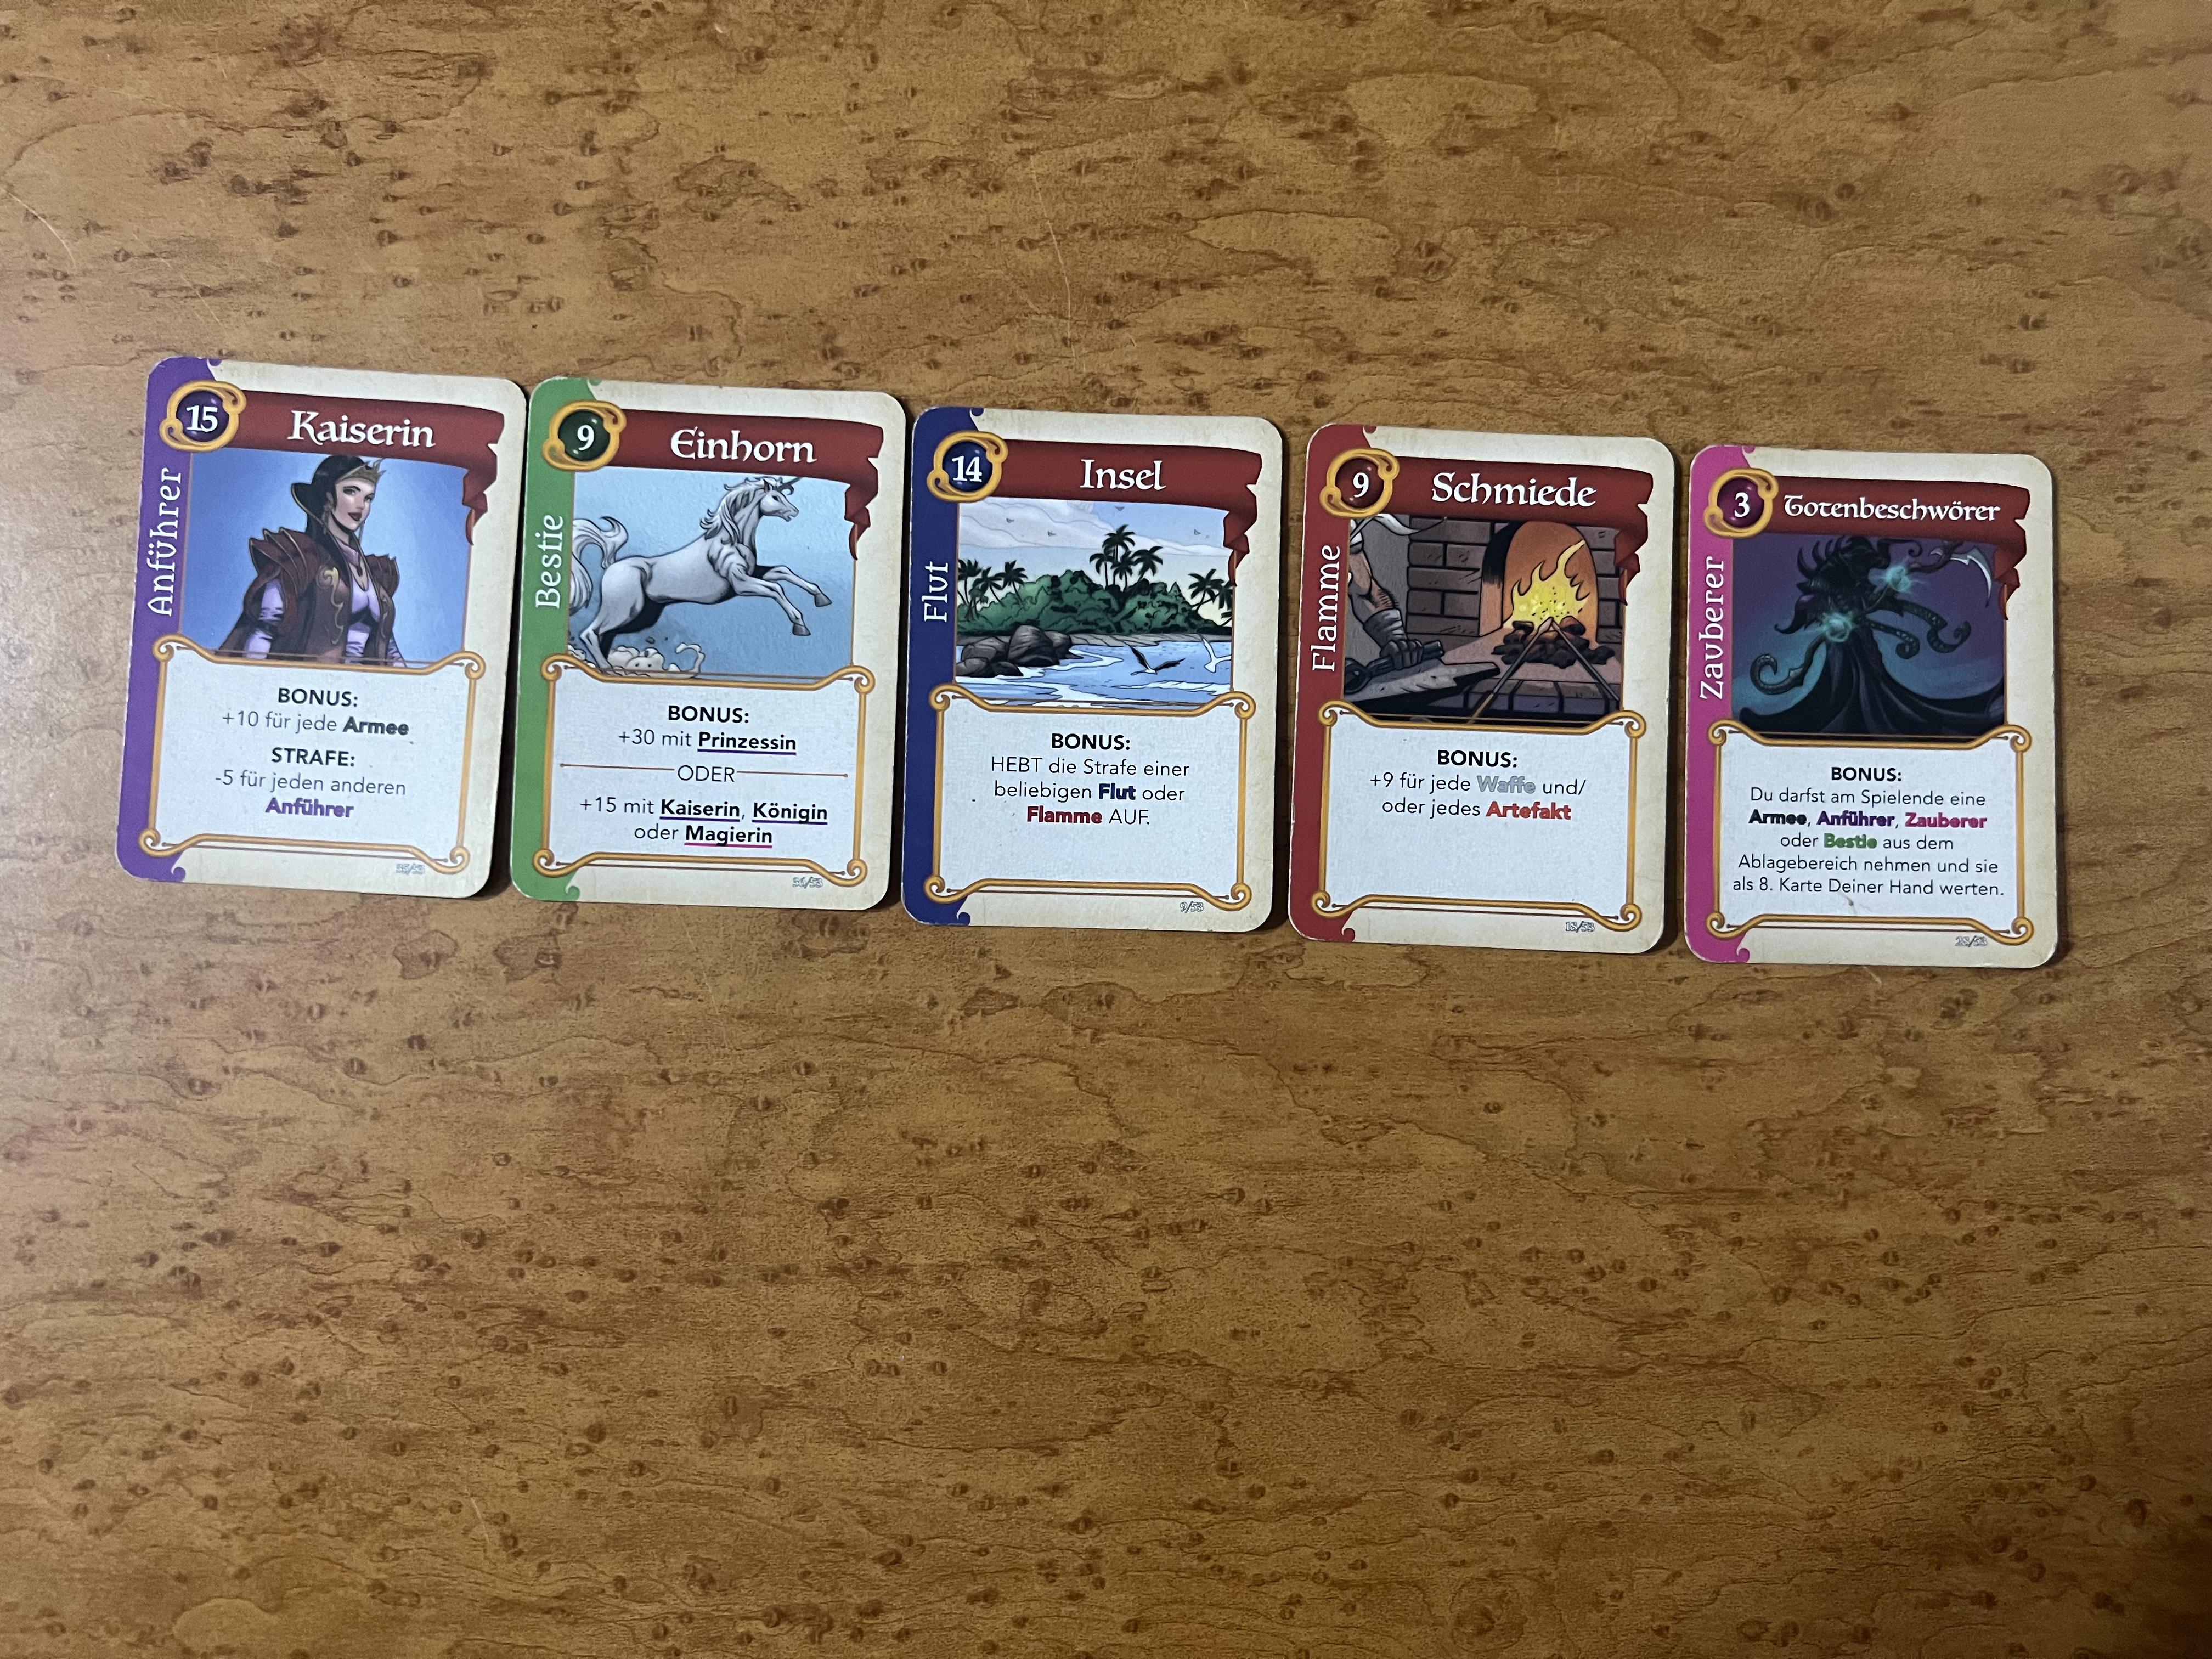 15
Kaiserin
Anführer
BONUS:
+10 für jede Armee
STRAFE:
-5 für jeden anderen
Anführer
9
Einhorn
Bestie
BONUS:
+30 mit Prinzessin
ODER
+15 mit Kaiserin, Königin
oder Magierin
14
Insel
Flut
BONUS:
HEBT die Strafe einer
beliebigen Flut oder
Flamme AUF.
9/53
9
Schmiede
Flamme
BONUS:
+9 für jede Waffe und/
oder jedes Artefakt
3
Totenbeschwörer
Zauberer
BONUS:
Du darfst am Spielende eine
Armee, Anführer, Zauberer
oder Bestie aus dem
Ablagebereich nehmen und sie
als 8. Karte Deiner Hand werten.